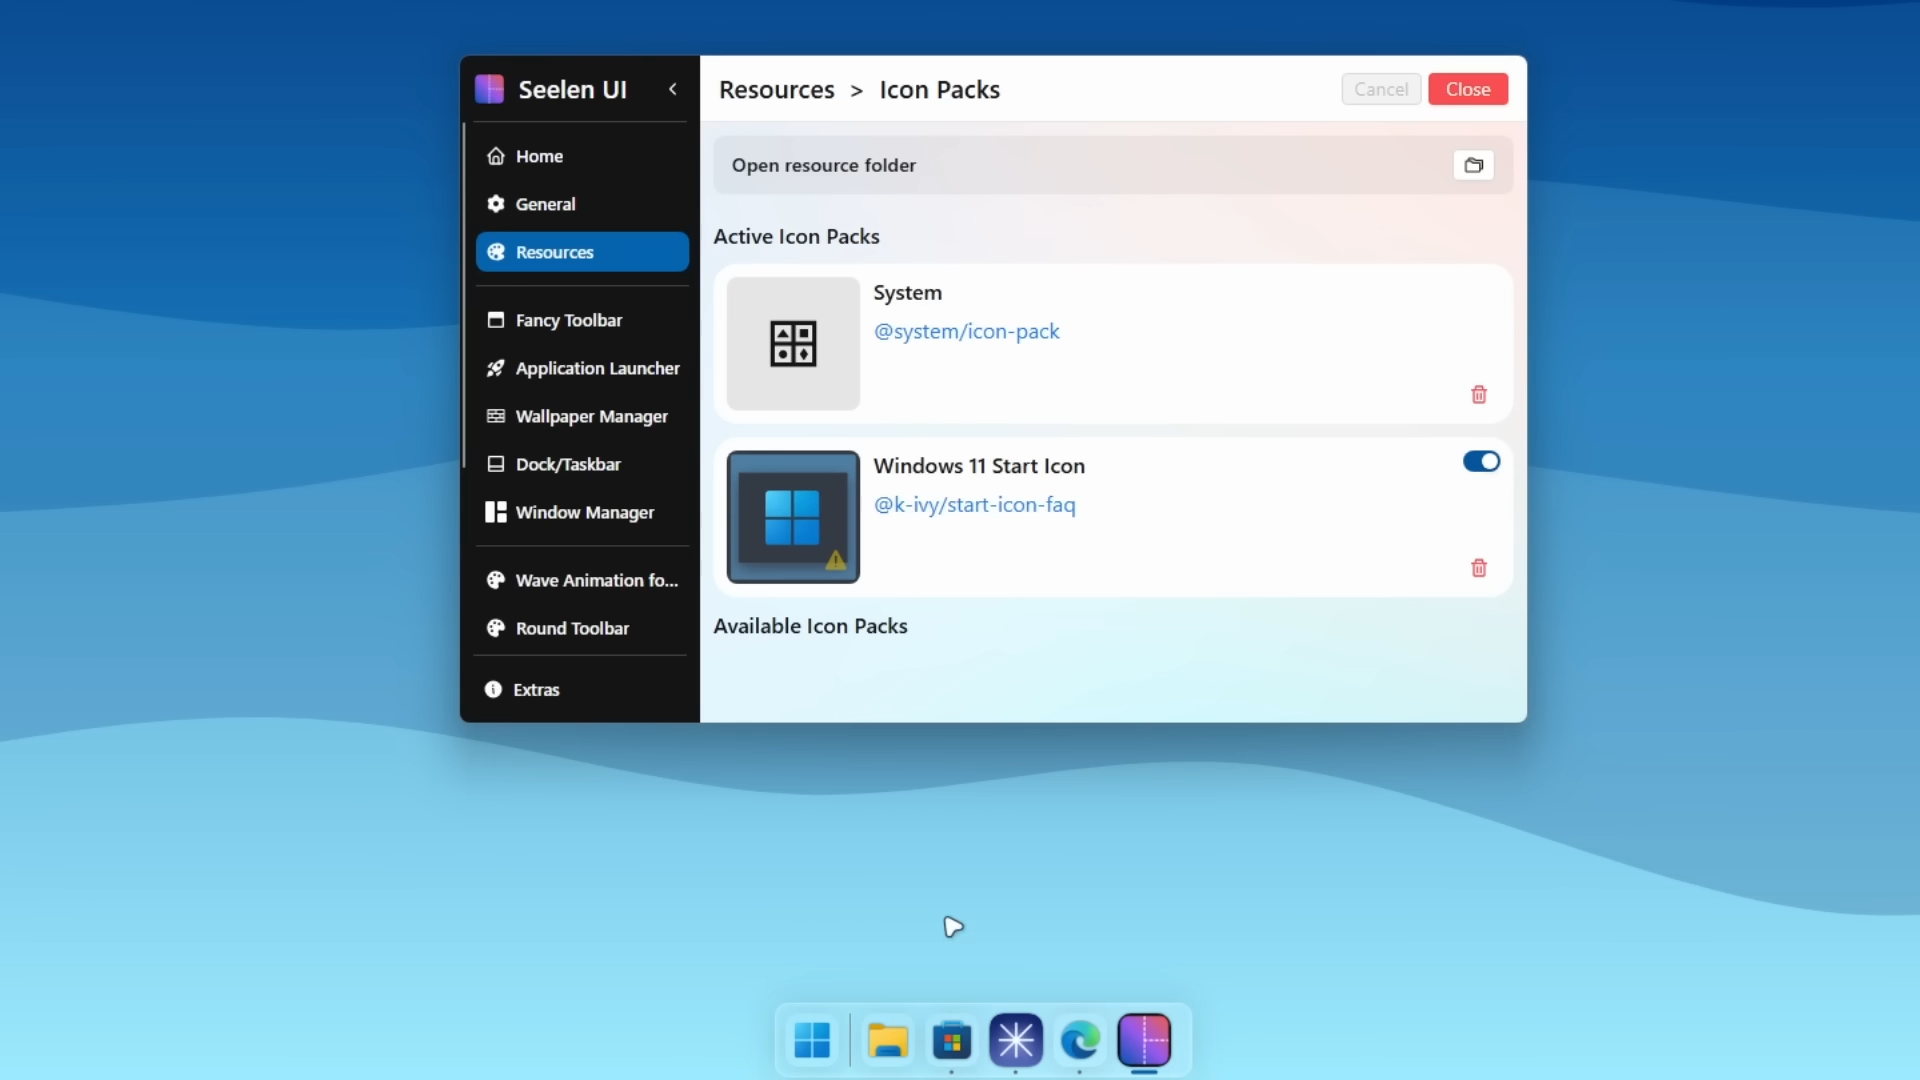 Seelen UI
Home
General
Resources
Fancy Toolbar
Application Launcher
Wallpaper Manager
Dock/Taskbar
Window Manager
Wave Animation fo...
Round Toolbar
Extras
Resources > Icon Packs
Cancel
Close
Open resource folder
Active Icon Packs
System
@system/icon-pack
Windows 11 Start Icon
@k-ivy/start-icon-faq
Available Icon Packs